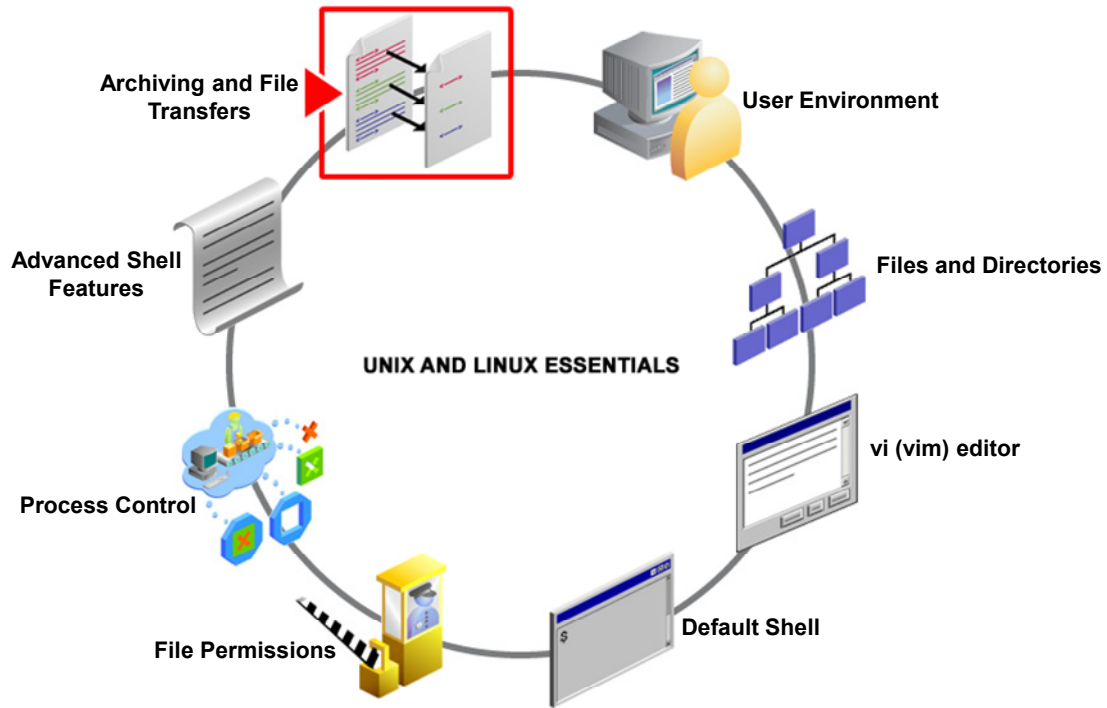 Archiving and File
Transfers
User Environment
Advanced Shell
Features
Files and Directories
UNIX AND LINUX ESSENTIALS
vi (vim) editor
Process Control
$
Default Shell
File Permissions